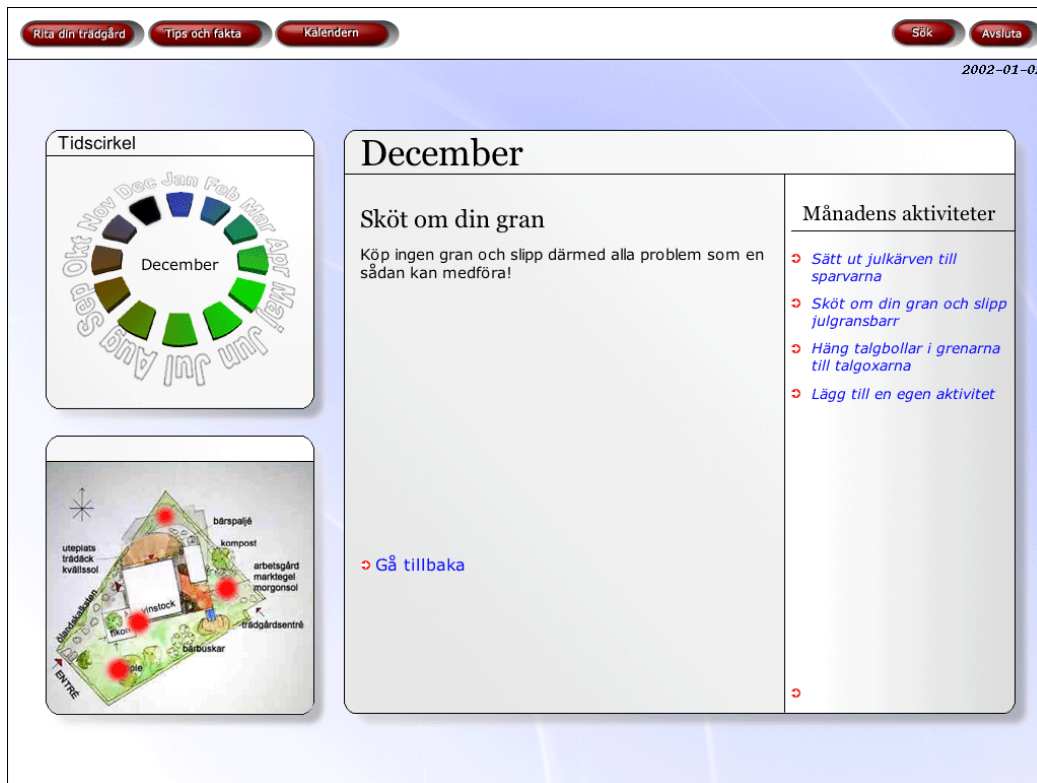 Rita din trädgård
Tips och fakta
Kalendern
Sök
Avsluta
2002-01-02
Tidscirkel
Jan
Feb
Mar
Apr
Maj
Jun
Jul
Aug
Sep
Okt
Nov
Dec
December
bärspaljé
kompost
uteplats
trädäck
kvällssol
arbetsgård
marktegel
morgonsol
ölandskalksten
vinstock
fikon
trädgårdsentré
bärbuskar
ENTRÉ
December
Sköt om din gran
Köp ingen gran och slipp därmed alla problem som en
sådan kan medföra!
Gå tillbaka
Månadens aktiviteter
Sätt ut julkärven till
sparvarna
Sköt om din gran och slipp
julgransbarr
Häng talgbollar i grenarna
till talgoxarna
Lägg till en egen aktivitet